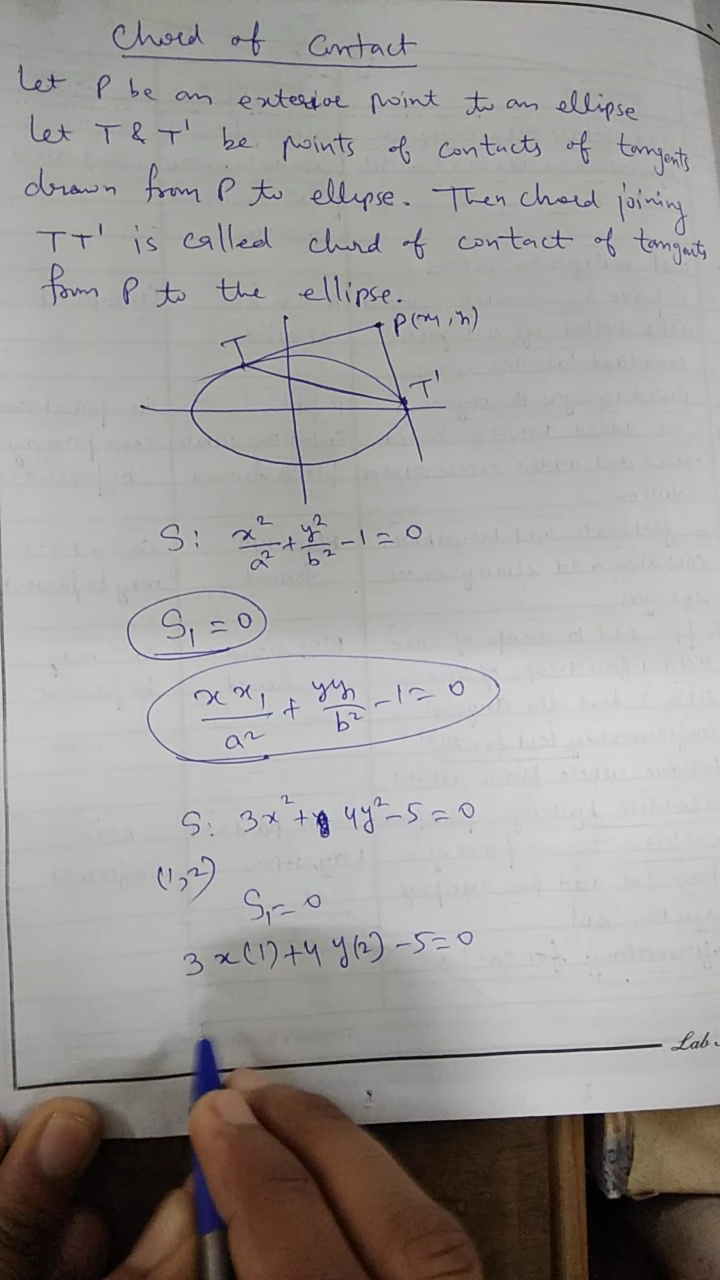 Chord of Contact
Let P be an exterior point to an ellipse
Let T & T' be points of contacts of tangents
drawn from P to ellipse. Then chord joining
TT' is called chord of contact of tangents
from P to the ellipse.
P(x₁, y₁)
T
T'
S: x²/a² + y²/b² - 1 = 0
S₁ = 0
xx₁/a² + yy₁/b² - 1 = 0
S: 3x² + 4y² - 5 = 0
(1,2)
S₁ = 0
3x(1) + 4y(2) - 5 = 0
Lab